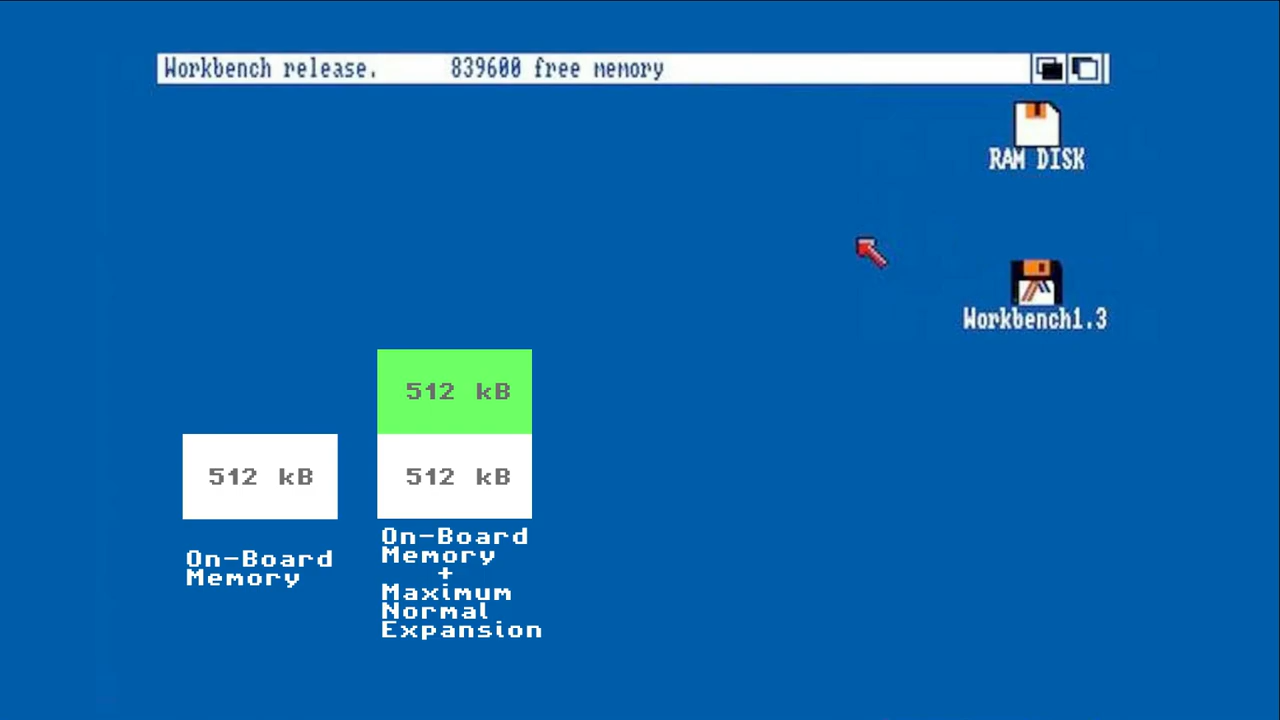 Workbench release. 839600 free memory
RAM DISK
Workbench1.3
512 kB
512 kB
512 kB
On-Board
Memory
On-Board
Memory
+
Maximum
Normal
Expansion